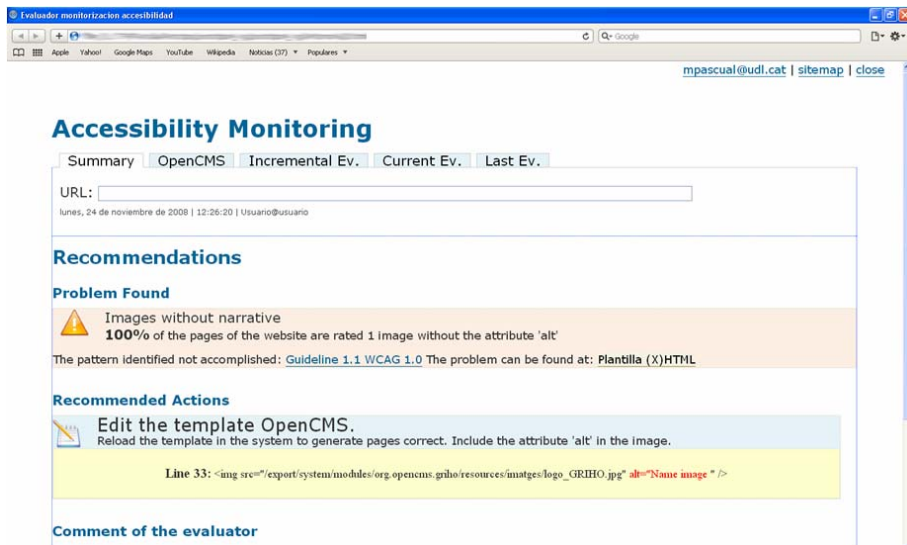 Evaluador monitorizacion accesibilidad
Google
Apple Yahoo! Google Maps YouTube Wikipedia Noticias (37) Populares
mpascual@udl.cat | sitemap | close
Accessibility Monitoring
Summary OpenCMS Incremental Ev. Current Ev. Last Ev.
URL:
lunes, 24 de noviembre de 2008 | 12:26:20 | Usuario@usuario
Recommendations
Problem Found
Images without narrative
100% of the pages of the website are rated 1 image without the attribute 'alt'
The pattern identified not accomplished: Guideline 1.1 WCAG 1.0 The problem can be found at: Plantilla (X)HTML
Recommended Actions
Edit the template OpenCMS.
Reload the template in the system to generate pages correct. Include the attribute 'alt' in the image.
Line 33: <img src="/export/system/modules/org.opencms.griho/resources/imatges/logo_GRIHO.jpg" alt="Name image " />
Comment of the evaluator